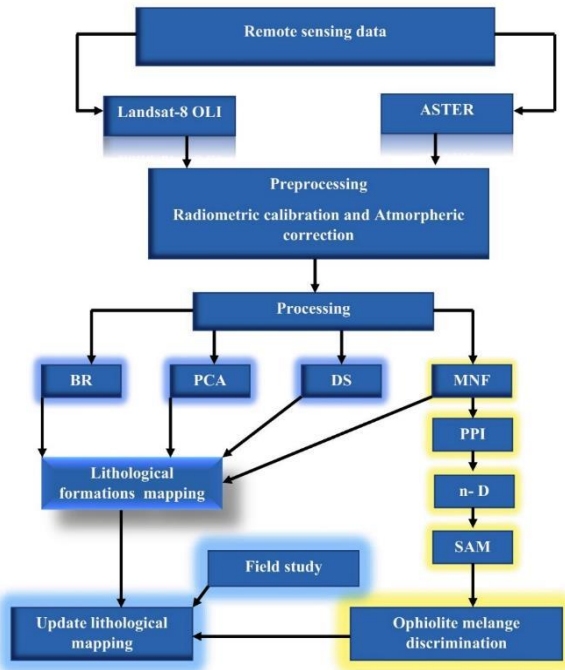 Remote sensing data
Landsat-8 OLI
ASTER
Preprocessing
Radiometric calibration and Atmorpheric
correction
Processing
BR
PCA
DS
MNF
PPI
Lithological
formations mapping
n- D
SAM
Field study
Update lithological
mapping
Ophiolite melange
discrimination